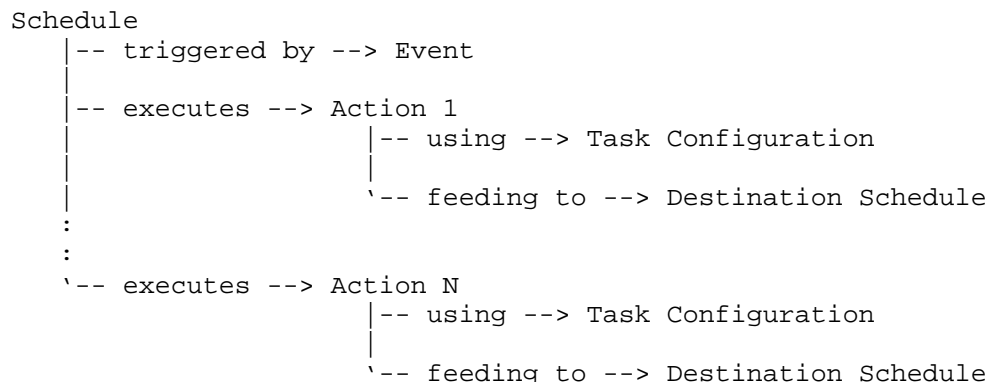 Schedule
   |-- triggered by --> Event
   |
   |-- executes --> Action 1
   |                   |-- using --> Task Configuration
   |                   |
   |                   `-- feeding to --> Destination Schedule
   :
   :
   `-- executes --> Action N
                       |-- using --> Task Configuration
                       |
                       `-- feeding to --> Destination Schedule